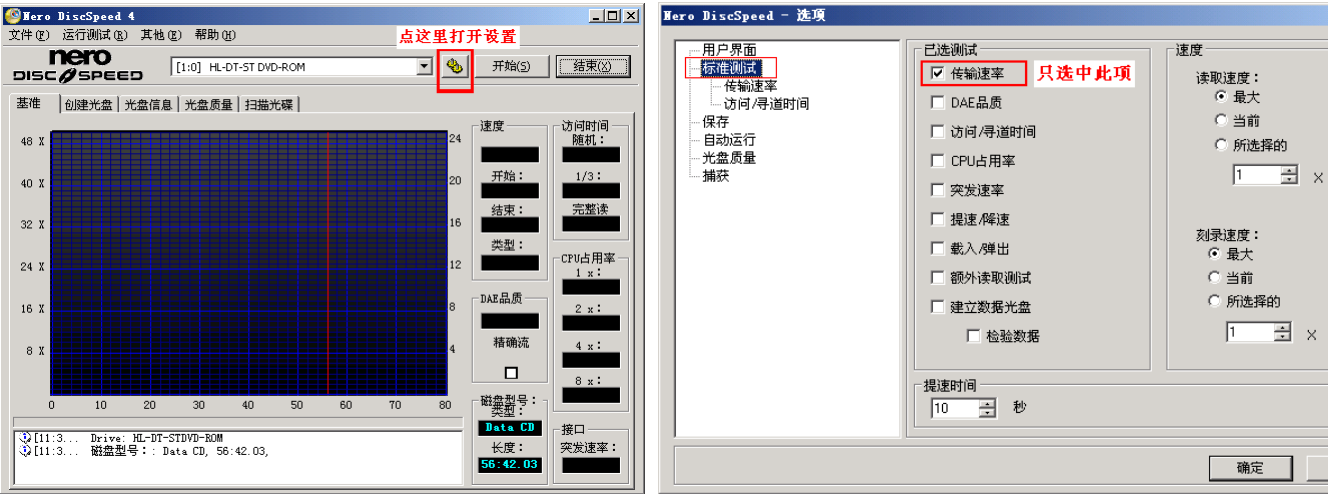 Nero DiscSpeed 4
文件(F) 运行测试(R) 其他(E) 帮助(H)
点这里打开设置
nero
DISC SPEED
[1:0] HL-DT-ST DVD-ROM
开始(S)
结束(X)
基准 创建光盘 光盘信息 光盘质量 扫描光碟
48 X
40 X
32 X
24 X
16 X
8 X
24
20
16
12
8
4
0 10 20 30 40 50 60 70 80
速度
开始:
结束:
类型:
DAE品质
精确流
磁盘型号:
类型:
Data CD
长度:
56:42.03
访问时间
随机:
1/3:
完整读
CPU占用率
1 x:
2 x:
4 x:
8 x:
接口
突发速率:
[11:3... Drive: HL-DT-STDVD-ROM
[11:3... 磁盘型号:: Data CD, 56:42.03,
Nero DiscSpeed - 选项
用户界面
标准测试
传输速率
访问/寻道时间
保存
自动运行
光盘质量
捕获
已选测试
传输速率
只选中此项
DAE品质
访问/寻道时间
CPU占用率
突发速率
提速/降速
载入/弹出
额外读取测试
建立数据光盘
检验数据
速度
读取速度:
最大
当前
所选择的
1 X
刻录速度:
最大
当前
所选择的
1 X
提速时间
10 秒
确定